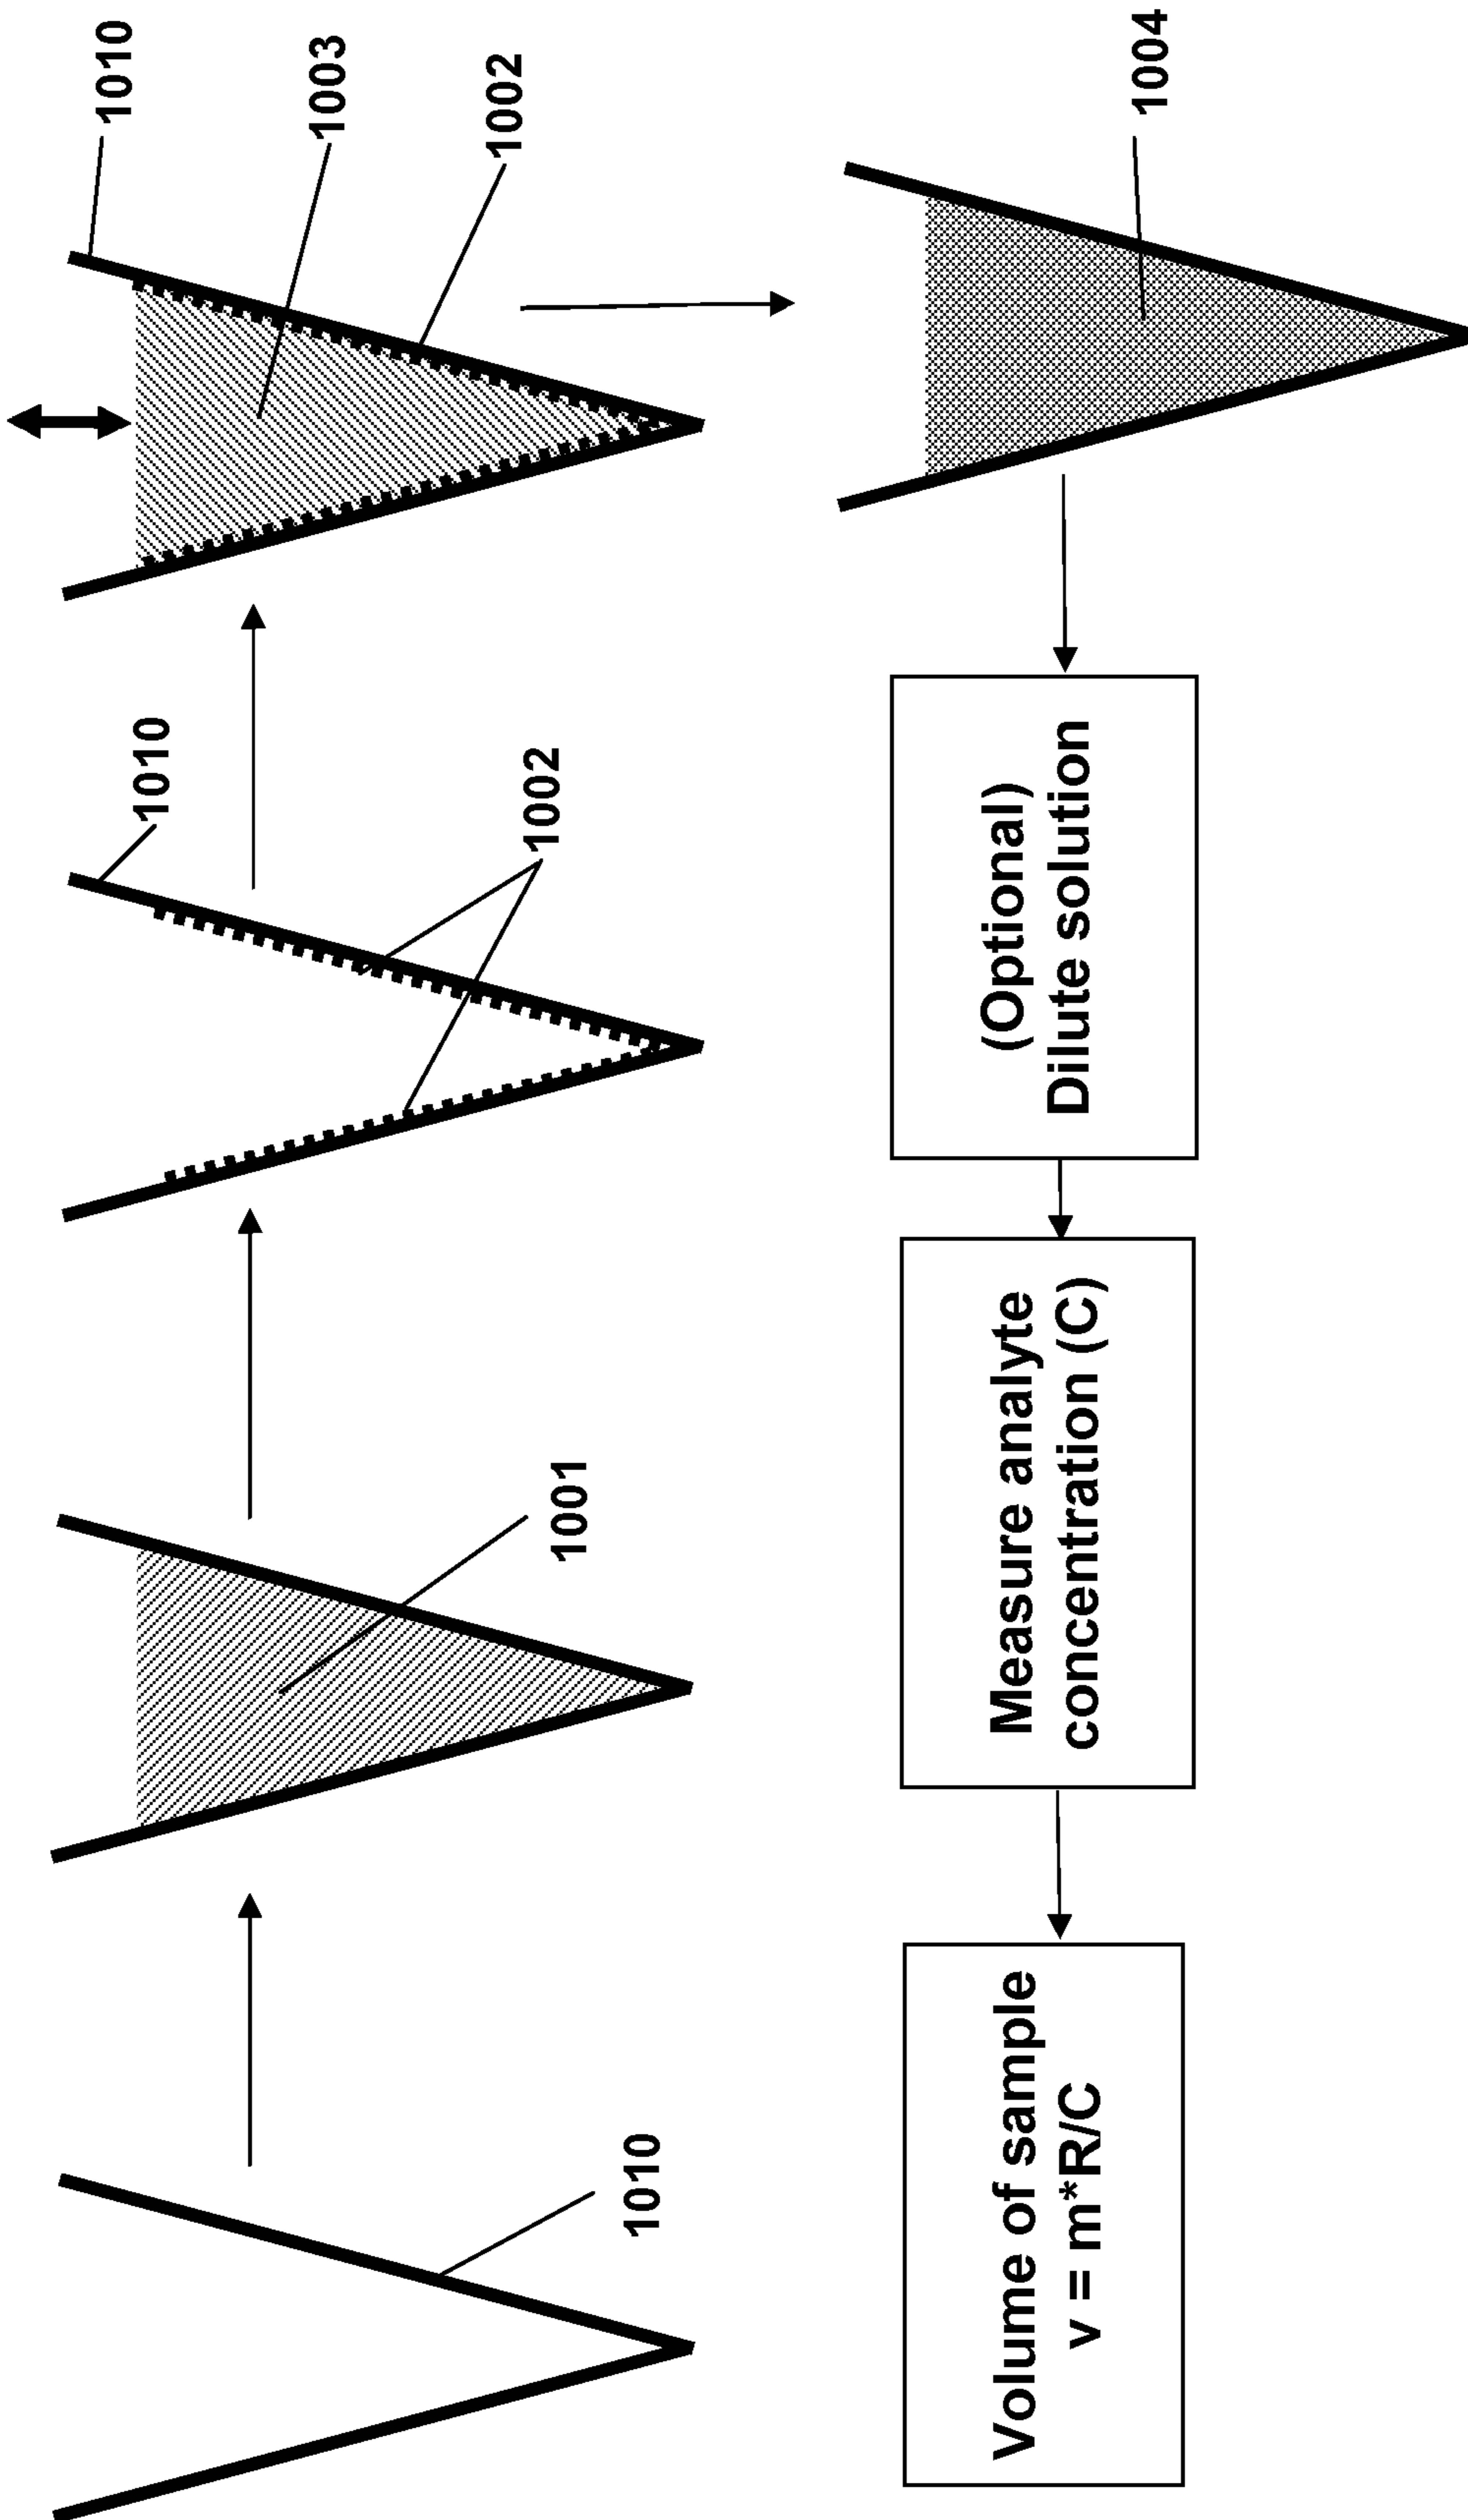 1010
1001
1010
1002
1010
1003
1002
1004
(Optional)
Dilute solution
Measure analyte
concentration (C)
Volume of sample
v = m*R/C